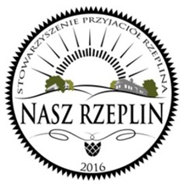 STOWARZYSZENIE PRZYJACIÓŁ RZEPLINA
NASZ RZEPLIN
2016